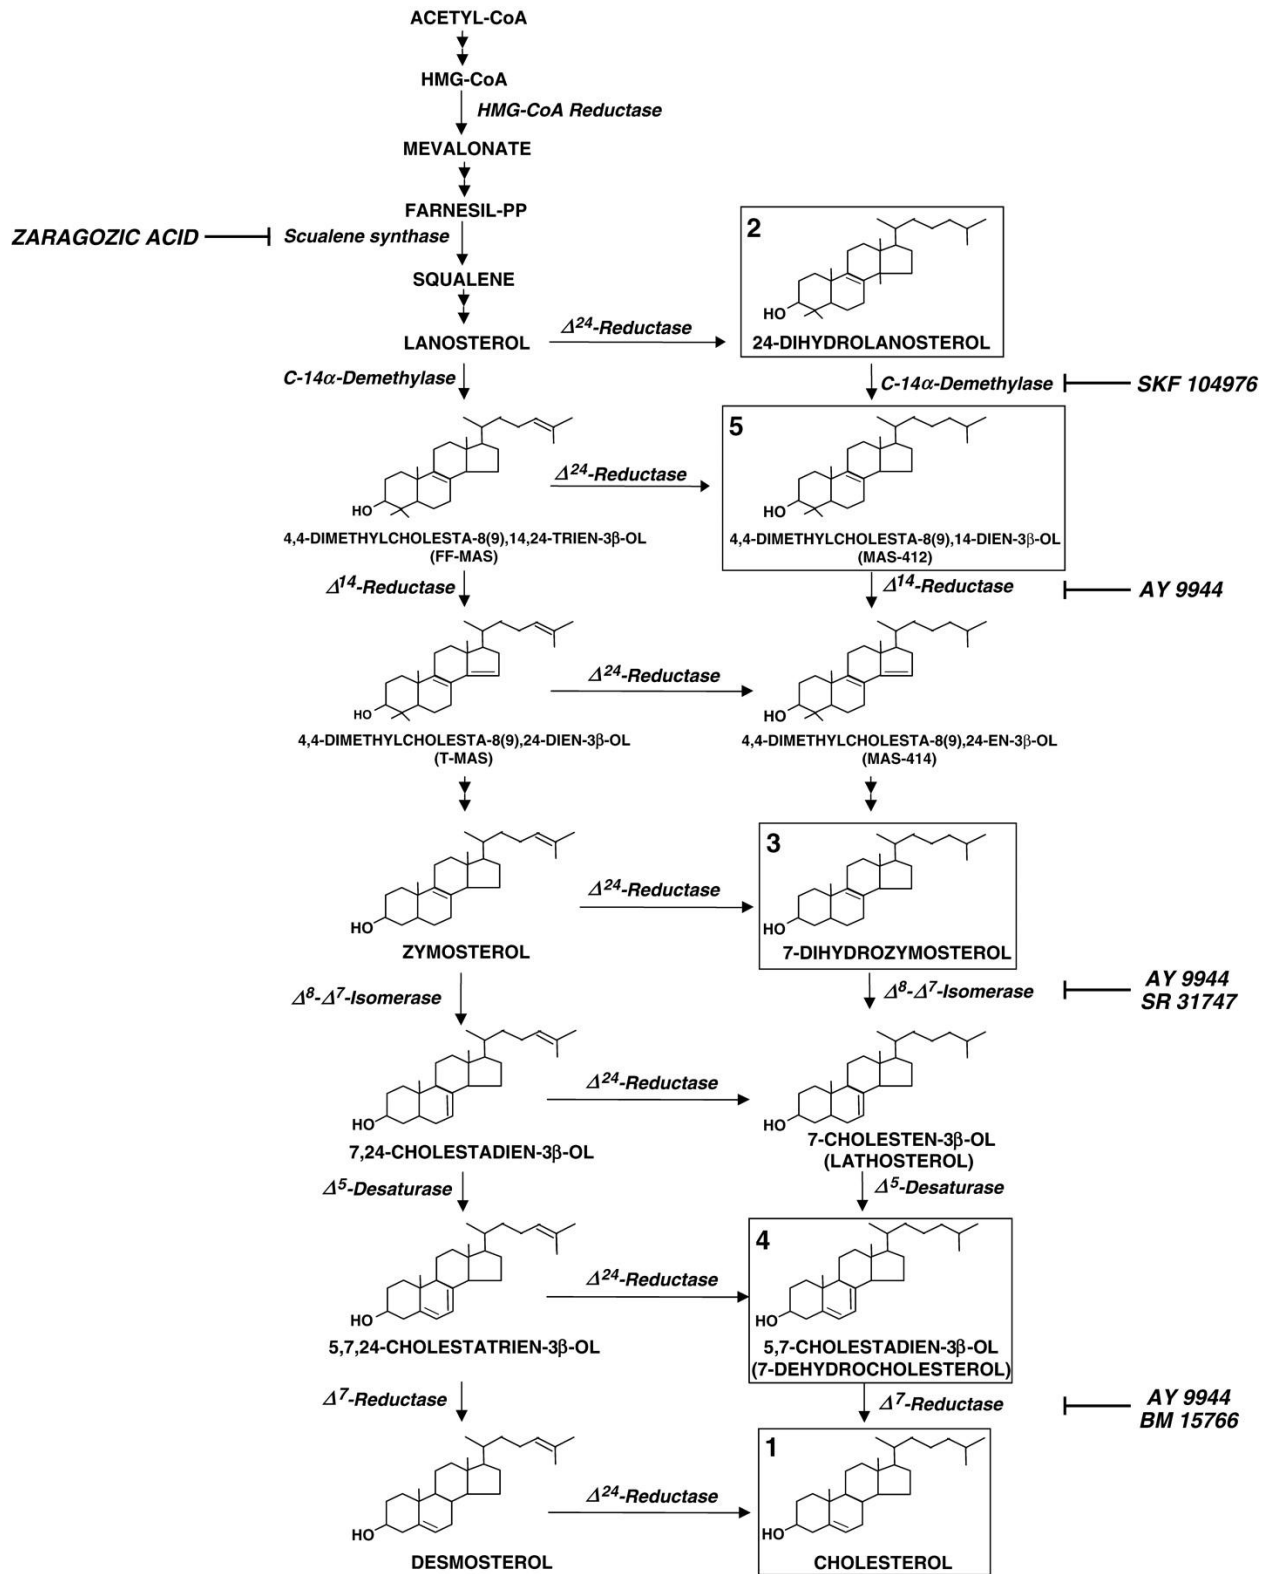 ACETYL-CoA
HMG-CoA
HMG-CoA Reductase
MEVALONATE
FARNESIL-PP
ZARAGOZIC ACID
Scualene synthase
SQUALENE
LANOSTEROL
Δ24-Reductase
2
HO
24-DIHYDROLANOSTEROL
C-14α-Demethylase
C-14α-Demethylase
SKF 104976
HO
4,4-DIMETHYLCHOLESTA-8(9),14,24-TRIEN-3β-OL
(FF-MAS)
Δ24-Reductase
5
HO
4,4-DIMETHYLCHOLESTA-8(9),14-DIEN-3β-OL
(MAS-412)
Δ14-Reductase
Δ14-Reductase
AY 9944
HO
4,4-DIMETHYLCHOLESTA-8(9),24-DIEN-3β-OL
(T-MAS)
Δ24-Reductase
HO
4,4-DIMETHYLCHOLESTA-8(9),24-EN-3β-OL
(MAS-414)
HO
ZYMOSTEROL
Δ24-Reductase
3
HO
7-DIHYDROZYMOSTEROL
Δ8-Δ7-Isomerase
Δ8-Δ7-Isomerase
AY 9944
SR 31747
HO
7,24-CHOLESTADIEN-3β-OL
Δ24-Reductase
HO
7-CHOLESTEN-3β-OL
(LATHOSTEROL)
Δ5-Desaturase
Δ5-Desaturase
HO
5,7,24-CHOLESTATRIEN-3β-OL
Δ24-Reductase
4
HO
5,7-CHOLESTADIEN-3β-OL
(7-DEHYDROCHOLESTEROL)
Δ7-Reductase
Δ7-Reductase
AY 9944
BM 15766
HO
DESMOSTEROL
Δ24-Reductase
1
HO
CHOLESTEROL